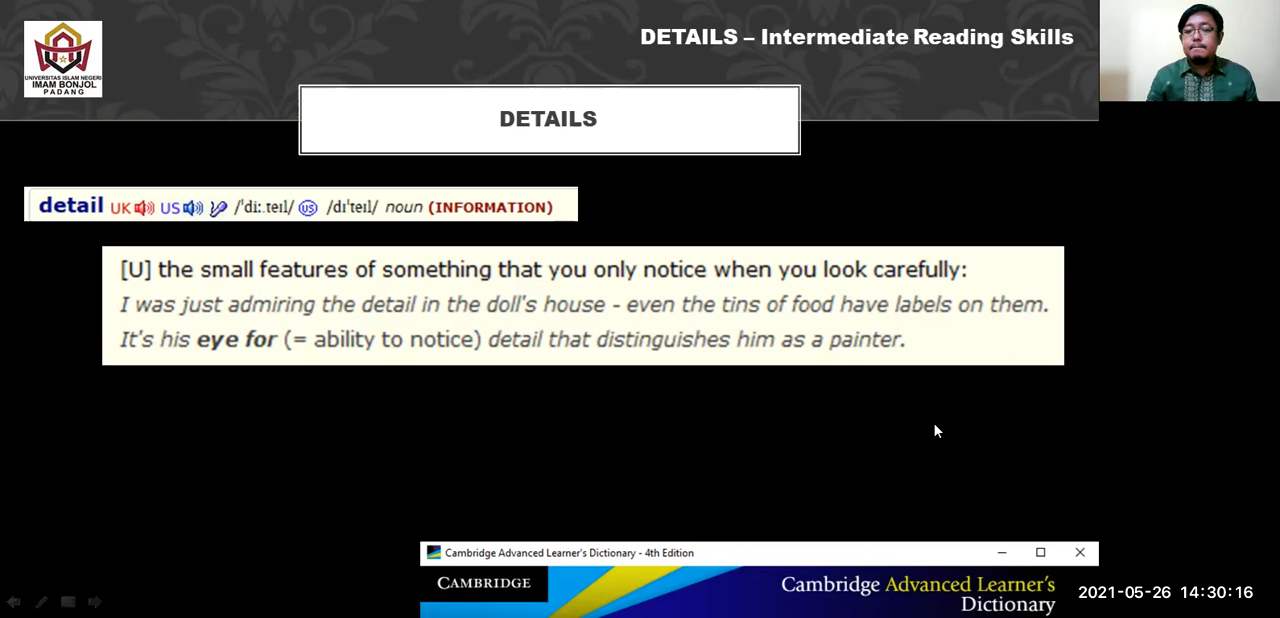 UNIVERSITAS ISLAM NEGERI
IMAM BONJOL
PADANG
DETAILS – Intermediate Reading Skills
DETAILS
detail UK US /ˈdiː.teɪl/ US /dɪˈteɪl/ noun (INFORMATION)
[U] the small features of something that you only notice when you look carefully:
I was just admiring the detail in the doll's house - even the tins of food have labels on them.
It's his eye for (= ability to notice) detail that distinguishes him as a painter.
Cambridge Advanced Learner's Dictionary - 4th Edition
CAMBRIDGE
Cambridge Advanced Learner's
Dictionary
2021-05-26 14:30:16